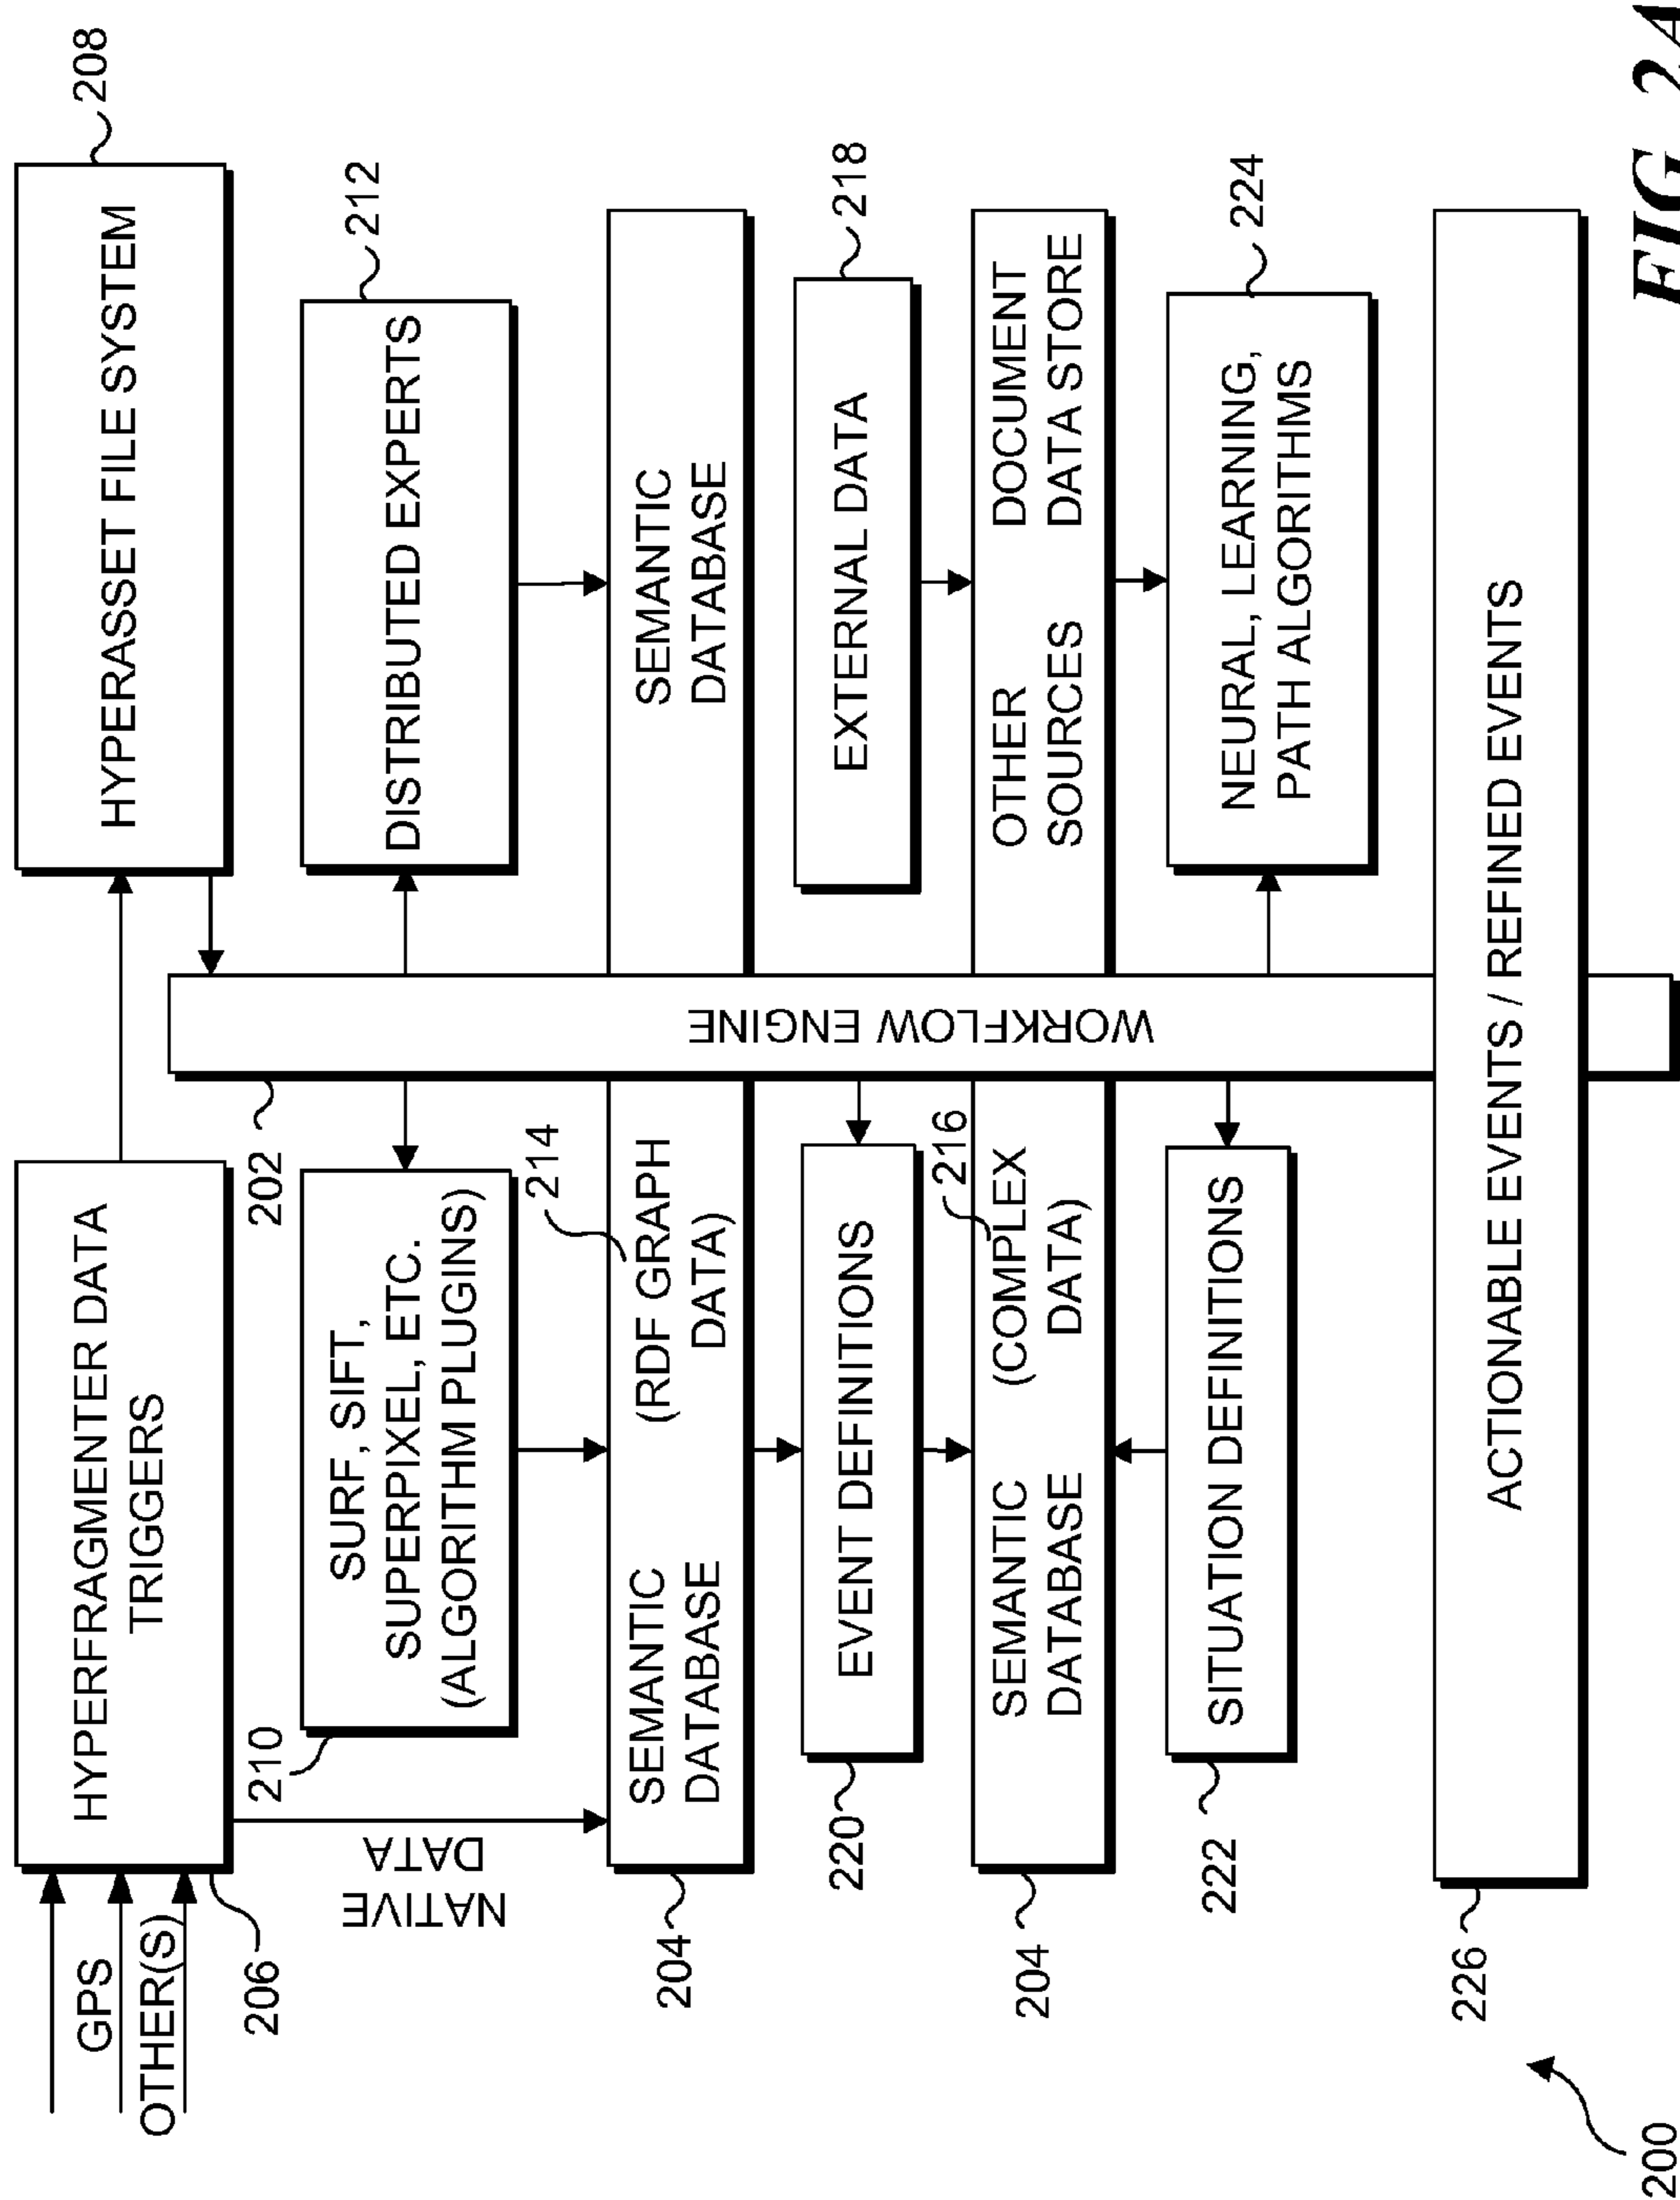 208
HYPERASSET FILE SYSTEM
HYPERFRAGMENTER DATA
TRIGGERS
GPS
OTHER(S)
206
202
WORKFLOW ENGINE
212
DISTRIBUTED EXPERTS
210
SURF, SIFT,
SUPERPIXEL, ETC.
(ALGORITHM PLUGINS)
NATIVE
DATA
214
204
SEMANTIC
DATABASE
(RDF GRAPH
DATA)
SEMANTIC
DATABASE
218
EXTERNAL DATA
220
EVENT DEFINITIONS
216
204
SEMANTIC
DATABASE
(COMPLEX
DATA)
OTHER
SOURCES
DOCUMENT
DATA STORE
224
NEURAL, LEARNING,
PATH ALGORITHMS
222
SITUATION DEFINITIONS
226
ACTIONABLE EVENTS / REFINED EVENTS
200
FIG. 2A